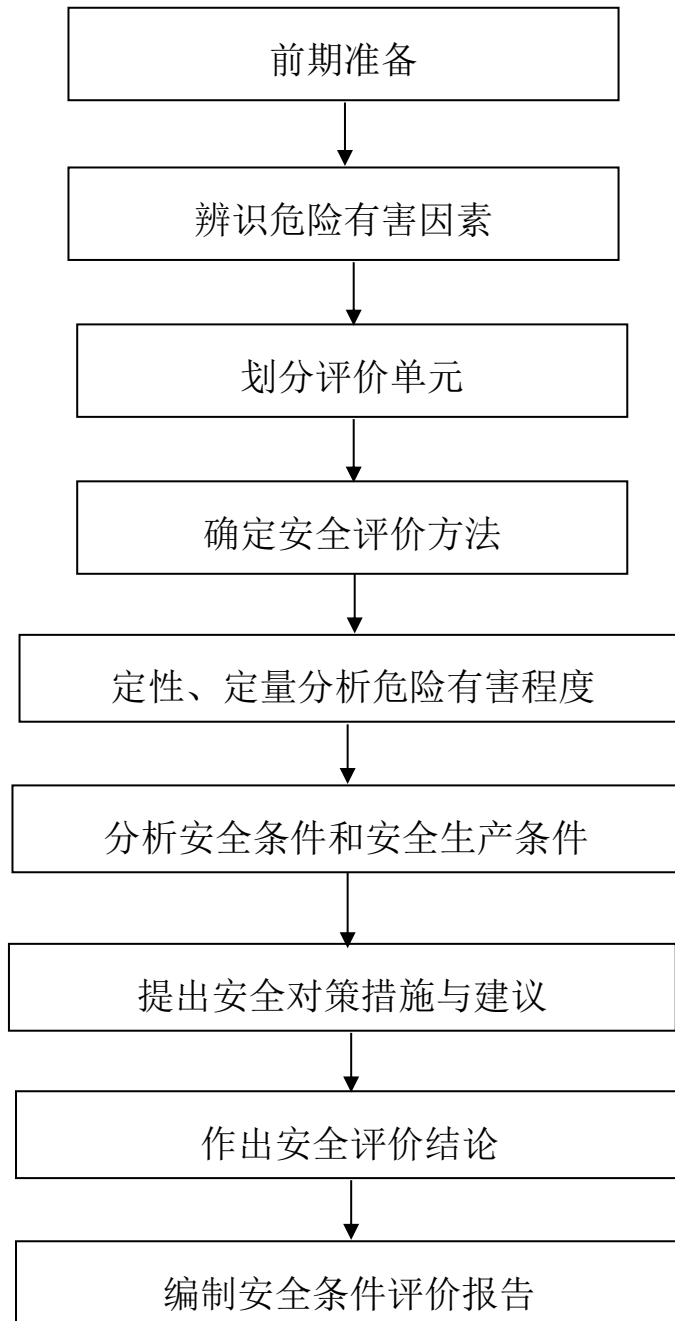 前期准备
辨识危险有害因素
划分评价单元
确定安全评价方法
定性、定量分析危险有害程度
分析安全条件和安全生产条件
提出安全对策措施与建议
作出安全评价结论
编制安全条件评价报告